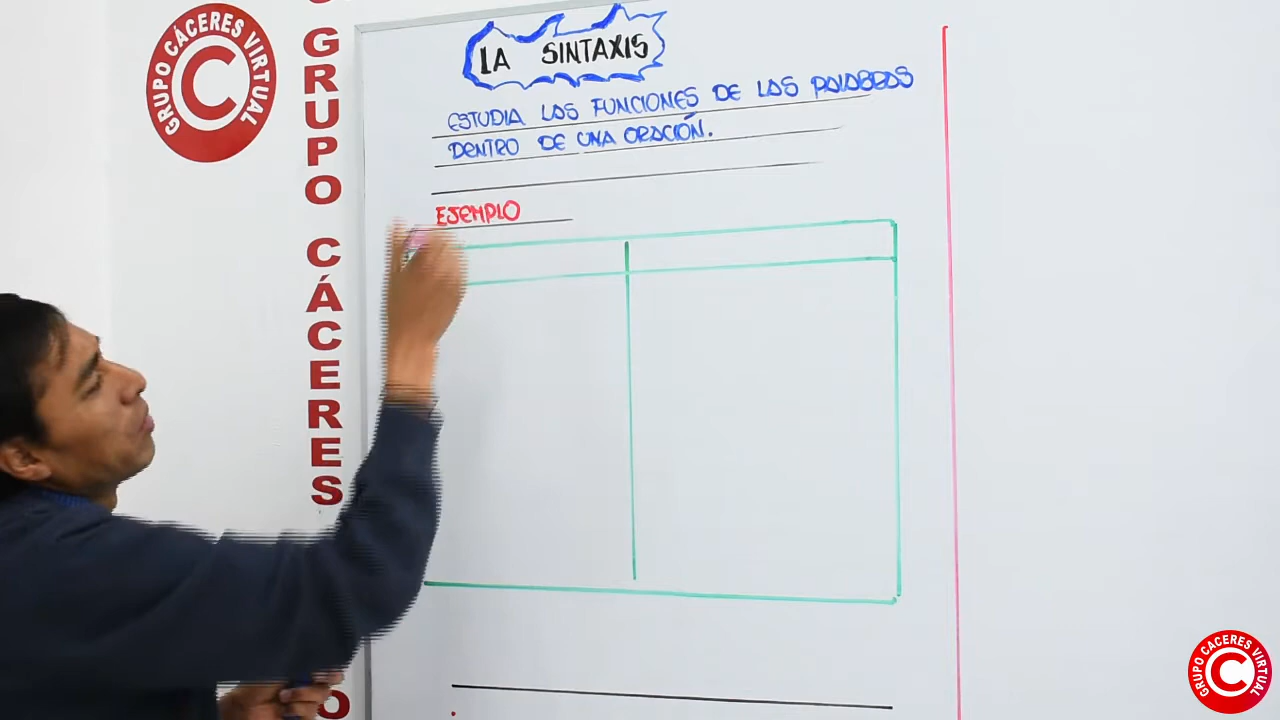 GRUPO CÁCERES VIRTUAL
C
GRUPO CÁCERES
LA SINTAXIS
ESTUDIA LAS FUNCIONES DE LAS PALABRAS
DENTRO DE UNA ORACIÓN.
EJEMPLO
GRUPO CACERES VIRTUAL
C